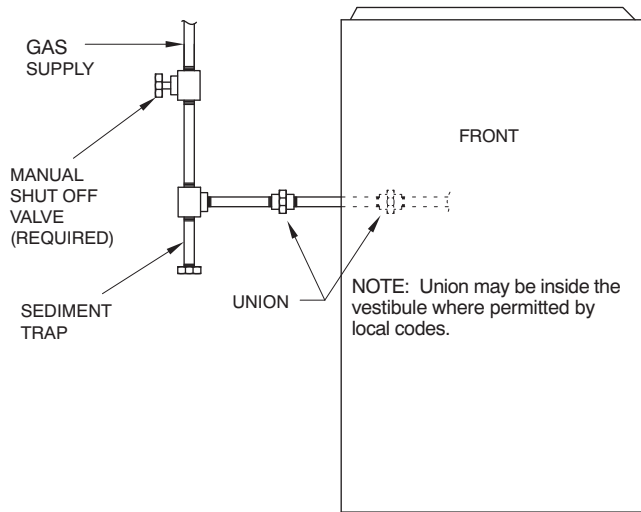 GAS
SUPPLY
FRONT
MANUAL
SHUT OFF
VALVE
(REQUIRED)
SEDIMENT
TRAP
UNION
NOTE: Union may be inside the
vestibule where permitted by
local codes.